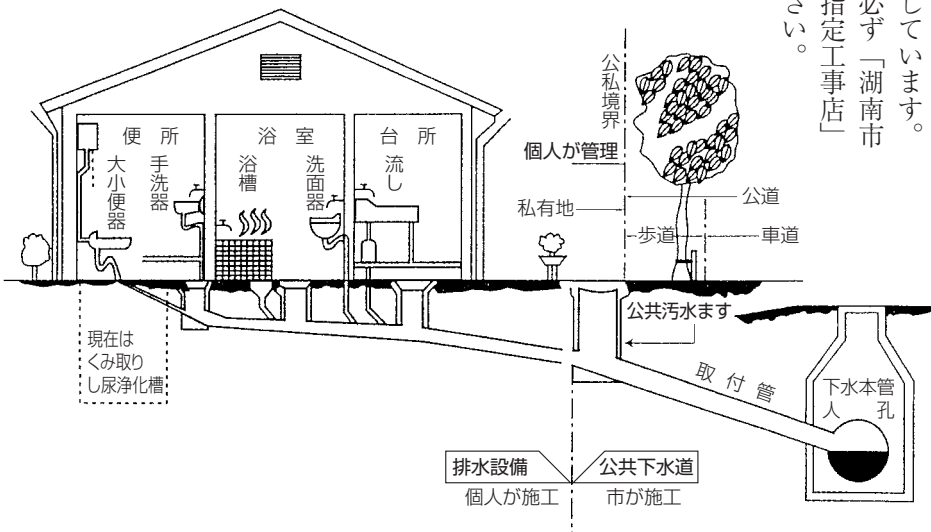 しています。
必ず「湖南市
指定工事店」
さい。
便所
浴室
台所
大小便器
手洗器
浴槽
洗面器
流し
公私境界
個人が管理
私有地
公道
歩道
車道
公共汚水ます
現在は
くみ取り
し尿浄化槽
取付管
下水本管
人孔
排水設備
公共下水道
個人が施工
市が施工